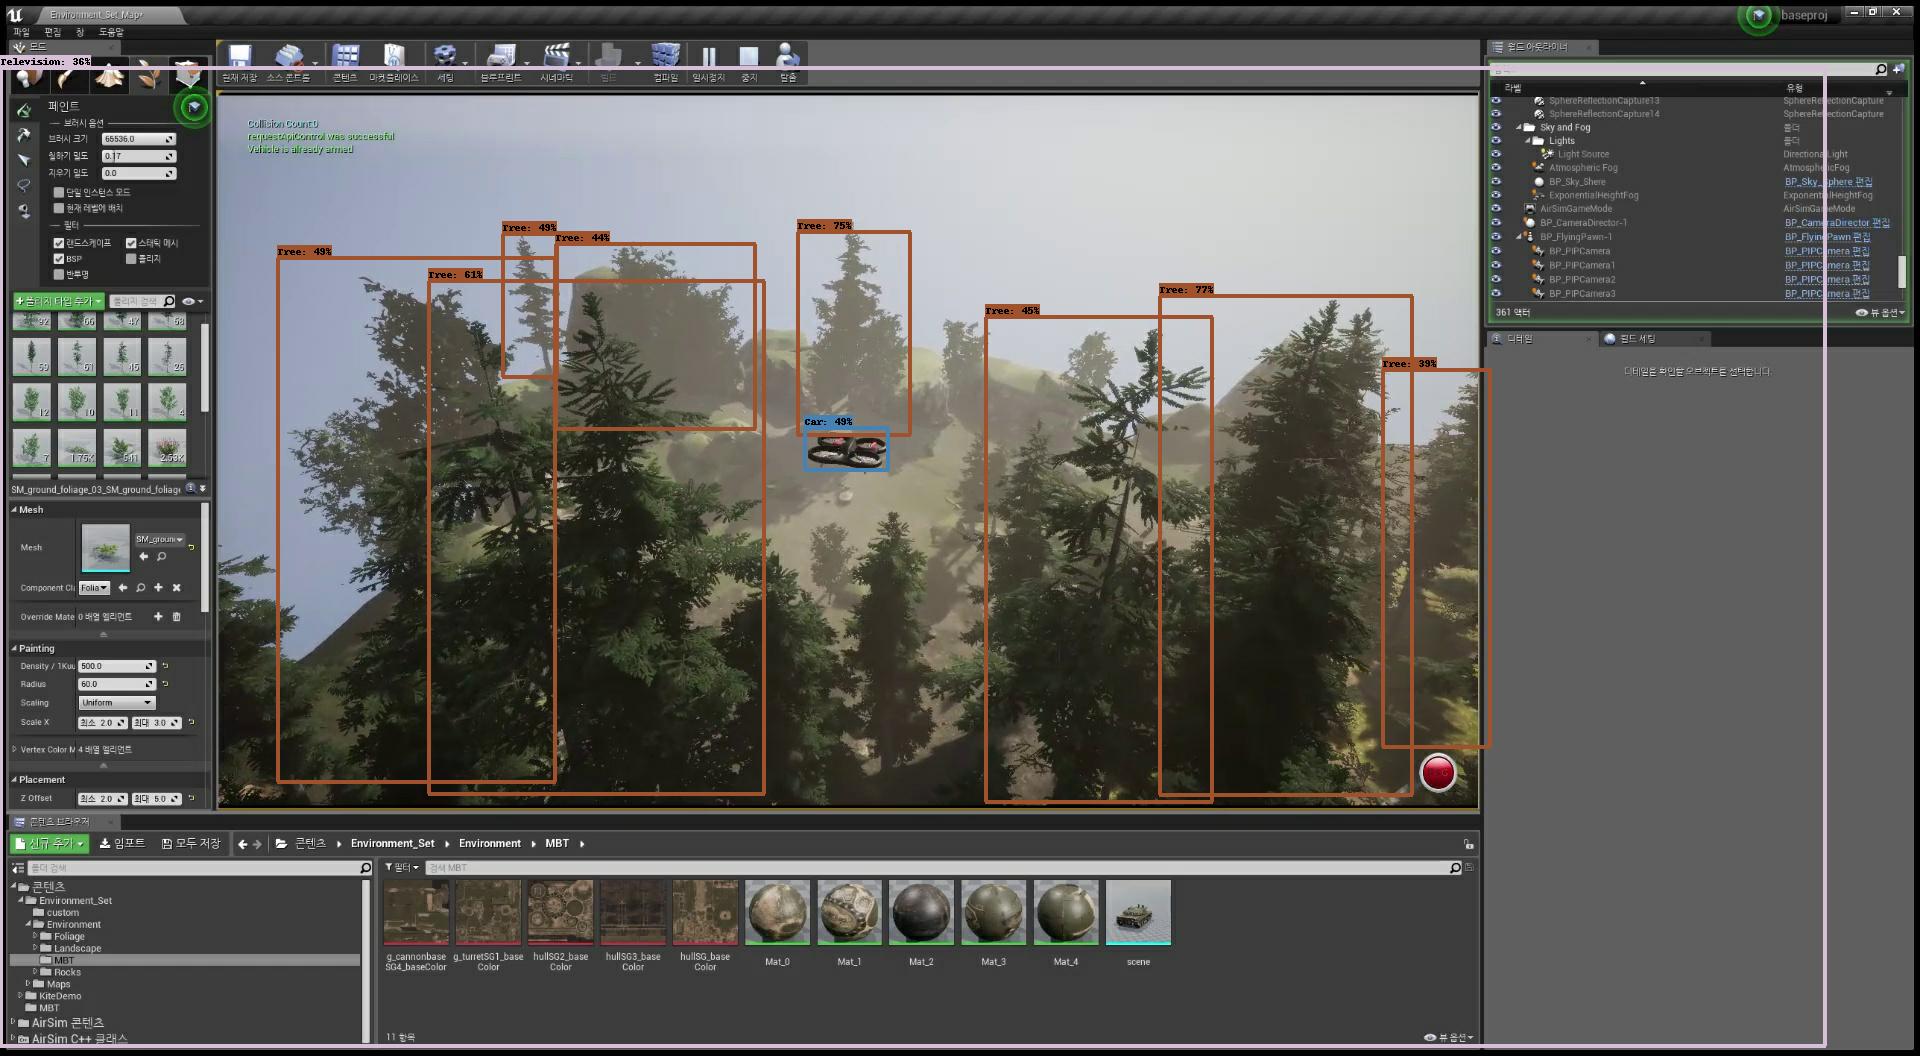 Environment_Set_Map*
baseproj
파일 편집 창 도움말
모드
Television: 36%
현재 저장 소스 콘트롤 콘텐츠 마켓플레이스 세팅 블루프린트 시네마틱 빌드 컴파일 일시정지 중지 탈출
페인트
브러시 옵션
브러시 크기 65536.0
칠하기 밀도 0.17
지우기 밀도 0.0
단일 인스턴스 모드
현재 레벨에 배치
필터
랜드스케이프 스태틱 메시
BSP 폴리지
반투명
+폴리지 타입 추가 폴리지 검색
92 66 47 58
59 61 45 26
12 10 11 4
7 1.75K 541 2.53K
SM_ground_foliage_03_SM_ground_foliage
Mesh
Mesh SM_groun
Component Cl Folia
Override Mate 0 배열 엘리먼트
Painting
Density / 1Kuu 500.0
Radius 60.0
Scaling Uniform
Scale X 최소 2.0 최대 3.0
Vertex Color M 4 배열 엘리먼트
Placement
Z Offset 최소 2.0 최대 5.0
Collision Count:0
requestApiControl was successful
Vehicle is already armed
Tree: 49%
Tree: 44%
Tree: 75%
Tree: 49%
Tree: 61%
Tree: 77%
Tree: 45%
Tree: 39%
Car: 49%
월드 아웃라이너
라벨 유형
SphereReflectionCapture13 SphereReflectionCapture
SphereReflectionCapture14 SphereReflectionCapture
Sky and Fog 폴더
Lights 폴더
Light Source DirectionalLight
Atmospheric Fog AtmosphericFog
BP_Sky_Shere BP_Sky_Sphere 편집
ExponentialHeightFog ExponentialHeightFog
AirSimGameMode AirSimGameMode
BP_CameraDirector-1 BP_CameraDirector 편집
BP_FlyingPawn-1 BP_FlyingPawn 편집
BP_PIPCamera BP_PIPCamera 편집
BP_PIPCamera1 BP_PIPCamera 편집
BP_PIPCamera2 BP_PIPCamera 편집
BP_PIPCamera3 BP_PIPCamera 편집
361 액터 뷰 옵션
디테일 월드 세팅
디테일을 확인할 오브젝트를 선택합니다.
콘텐츠 브라우저
신규 추가 임포트 모두 저장 콘텐츠 Environment_Set Environment MBT
폴더 검색 필터 검색 MBT
콘텐츠
Environment_Set
custom
Environment
Foliage
Landscape
MBT
Rocks
Maps
KiteDemo
MBT
AirSim 콘텐츠
AirSim C++ 클래스
g_cannonbase g_turretSG1_base hullSG2_base hullSG3_base hullSG_base Mat_0 Mat_1 Mat_2 Mat_3 Mat_4 scene
SG4_baseColor Color Color Color Color
11 항목 뷰 옵션